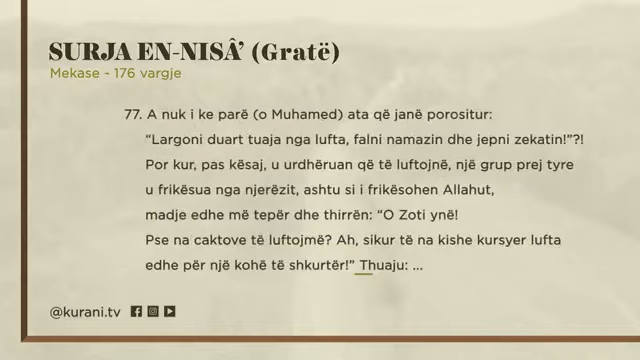 SURJA EN-NISÂ’ (Gratë)
Mekase - 176 vargje
77. A nuk i ke parë (o Muhamed) ata që janë porositur:
“Largoni duart tuaja nga lufta, falni namazin dhe jepni zekatin!”?!
Por kur, pas kësaj, u urdhëruan që të luftojnë, një grup prej tyre
u frikësua nga njerëzit, ashtu si i frikësohen Allahut,
madje edhe më tepër dhe thirrën: “O Zoti ynë!
Pse na caktove të luftojmë? Ah, sikur të na kishe kursyer lufta
edhe për një kohë të shkurtër!” Thuaju: ...
@kurani.tv